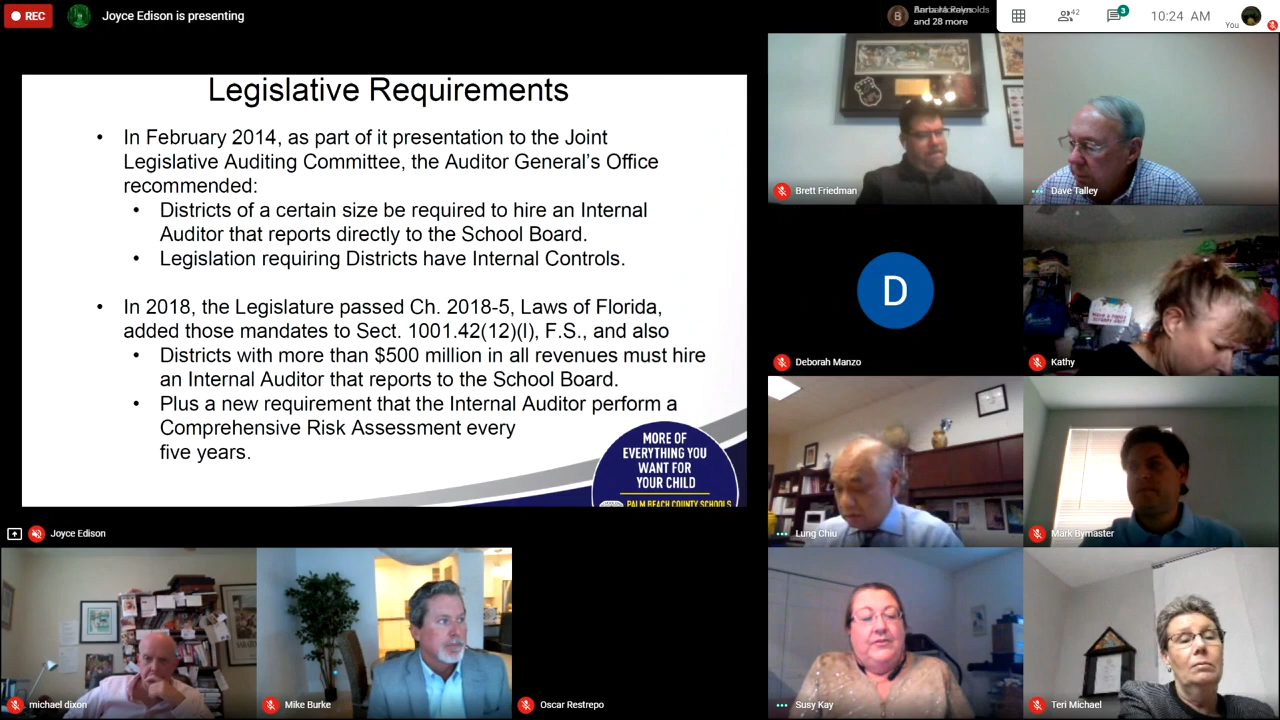 REC
Joyce Edison is presenting
B
and 28 more
42
3
10:24 AM
You
Legislative Requirements
• In February 2014, as part of it presentation to the Joint
Legislative Auditing Committee, the Auditor General's Office
recommended:
• Districts of a certain size be required to hire an Internal
Auditor that reports directly to the School Board.
• Legislation requiring Districts have Internal Controls.
• In 2018, the Legislature passed Ch. 2018-5, Laws of Florida,
added those mandates to Sect. 1001.42(12)(l), F.S., and also
• Districts with more than $500 million in all revenues must hire
an Internal Auditor that reports to the School Board.
• Plus a new requirement that the Internal Auditor perform a
Comprehensive Risk Assessment every
five years.
MORE OF
EVERYTHING YOU
WANT FOR
YOUR CHILD
PALM BEACH COUNTY SCHOOLS
Brett Friedman
Dave Talley
D
Deborah Manzo
Kathy
Lung Chiu
Mark Bymaster
Joyce Edison
michael dixon
Mike Burke
Oscar Restrepo
Susy Kay
Teri Michael